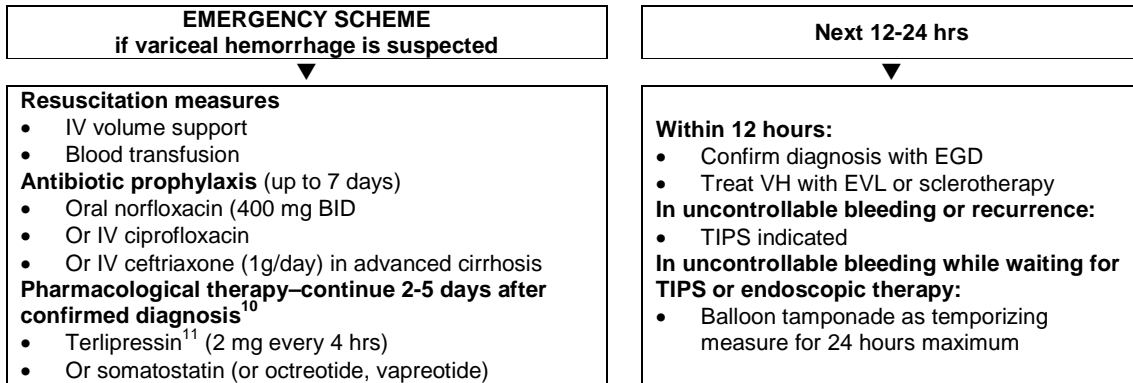 EMERGENCY SCHEME
if variceal hemorrhage is suspected
Resuscitation measures
• IV volume support
• Blood transfusion
Antibiotic prophylaxis (up to 7 days)
• Oral norfloxacin (400 mg BID
• Or IV ciprofloxacin
• Or IV ceftriaxone (1g/day) in advanced cirrhosis
Pharmacological therapy–continue 2-5 days after
confirmed diagnosis10
• Terlipressin11 (2 mg every 4 hrs)
• Or somatostatin (or octreotide, vapreotide)
Next 12-24 hrs
Within 12 hours:
• Confirm diagnosis with EGD
• Treat VH with EVL or sclerotherapy
In uncontrollable bleeding or recurrence:
• TIPS indicated
In uncontrollable bleeding while waiting for
TIPS or endoscopic therapy:
• Balloon tamponade as temporizing
measure for 24 hours maximum